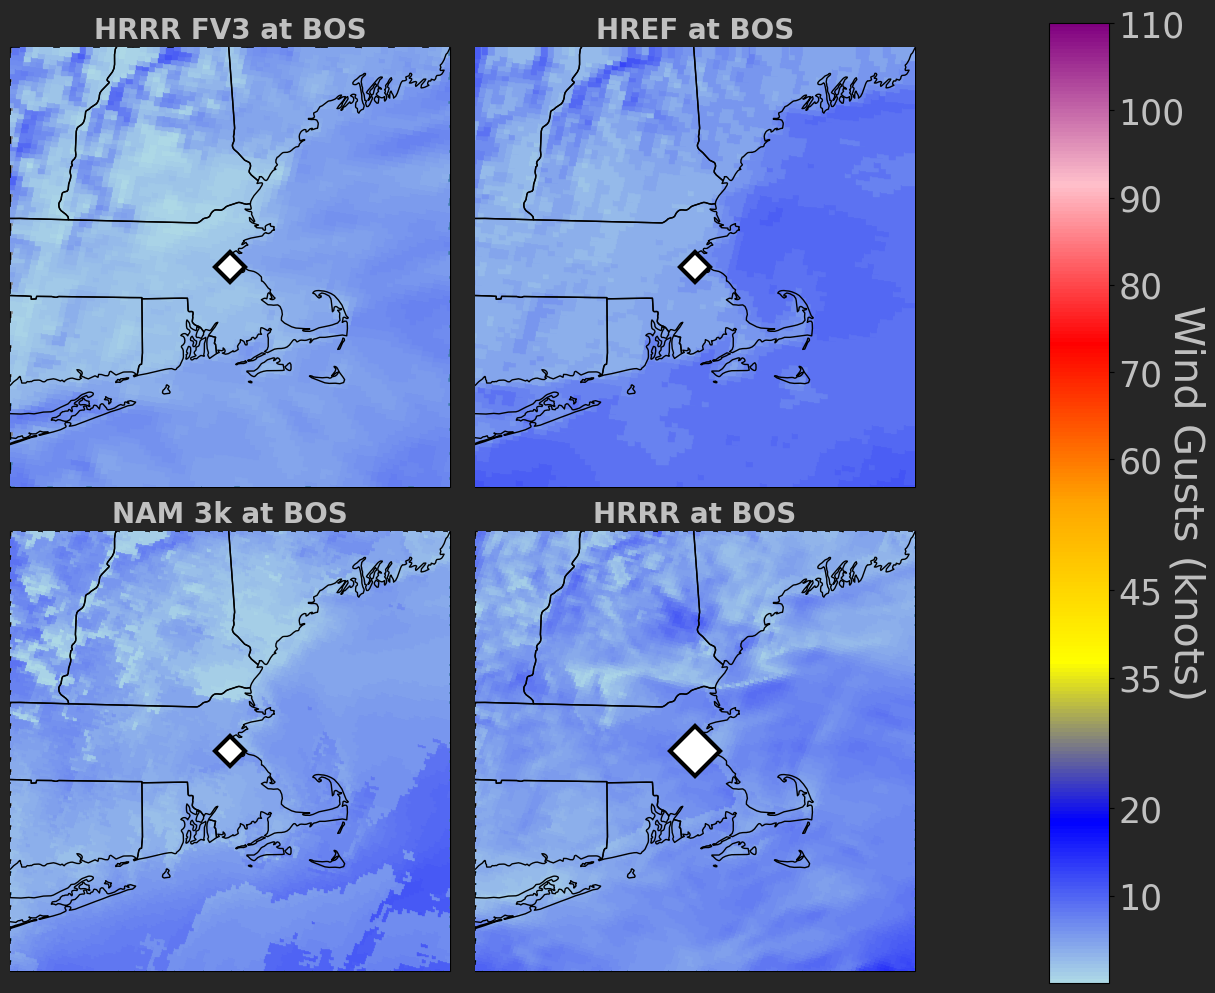 HRRR FV3 at BOS
HREF at BOS
NAM 3k at BOS
HRRR at BOS
110
100
90
80
70
60
45
35
20
10
Wind Gusts (knots)